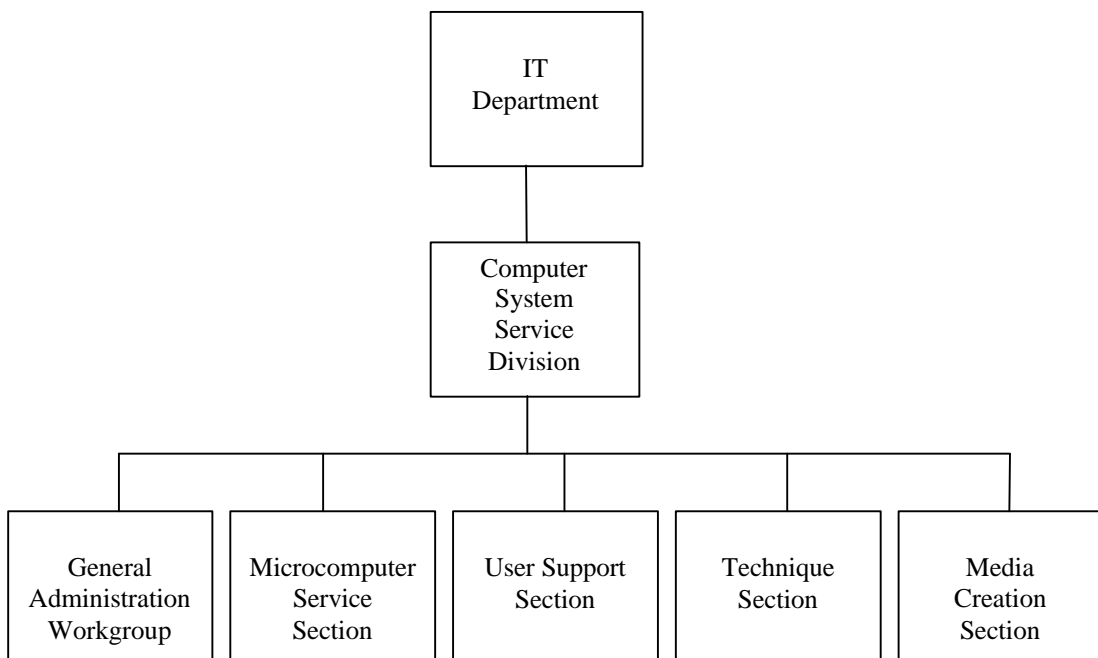 IT
Department
Computer
System
Service
Division
General
Administration
Workgroup
Microcomputer
Service
Section
User Support
Section
Technique
Section
Media
Creation
Section